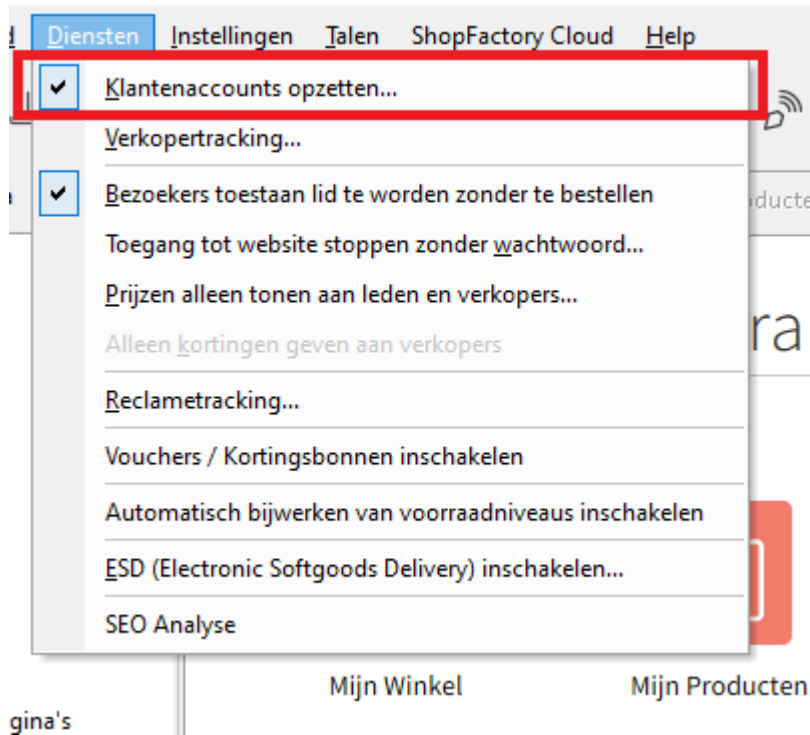 Diensten Instellingen Talen ShopFactory Cloud Help
Klantenaccounts opzetten...
Verkopertracking...
Bezoekers toestaan lid te worden zonder te bestellen
Toegang tot website stoppen zonder wachtwoord...
Prijzen alleen tonen aan leden en verkopers...
Alleen kortingen geven aan verkopers
Reclametracking...
Vouchers / Kortingsbonnen inschakelen
Automatisch bijwerken van voorraadniveaus inschakelen
ESD (Electronic Softgoods Delivery) inschakelen...
SEO Analyse
ra
Mijn Winkel Mijn Producten
gina's